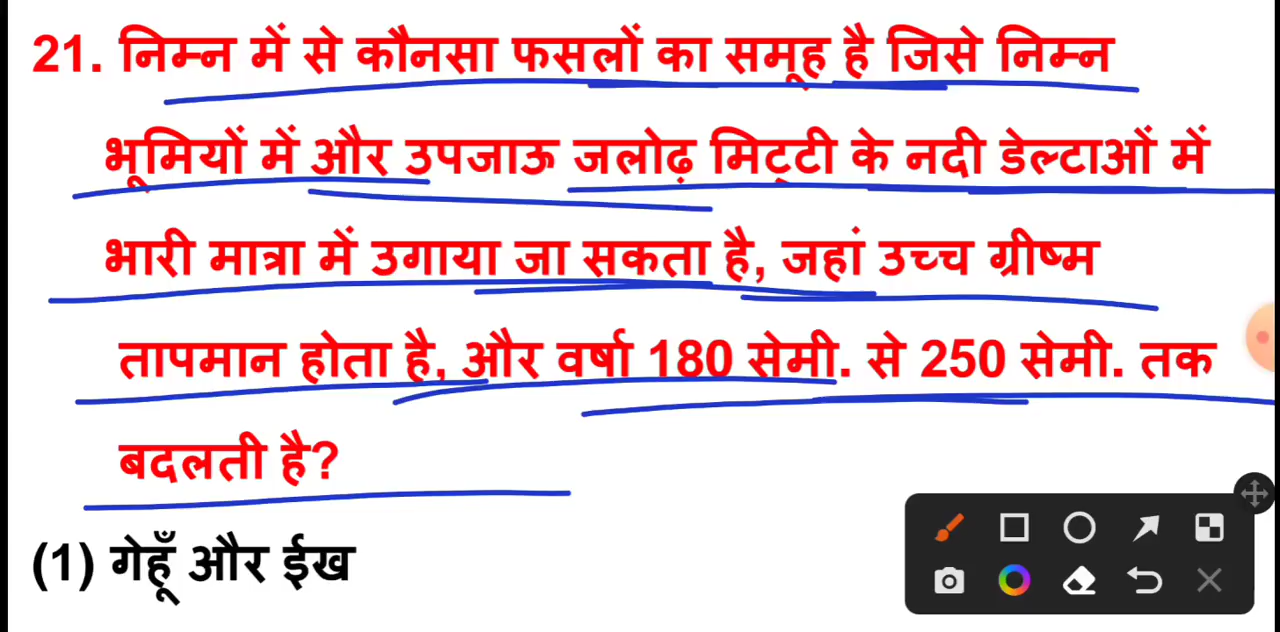 21. निम्न में से कौनसा फसलों का समूह है जिसे निम्न
भूमियों में और उपजाऊ जलोढ़ मिट्टी के नदी डेल्टाओं में
भारी मात्रा में उगाया जा सकता है, जहां उच्च ग्रीष्म
तापमान होता है, और वर्षा 180 सेमी. से 250 सेमी. तक
बदलती है?
(1) गेहूँ और ईख